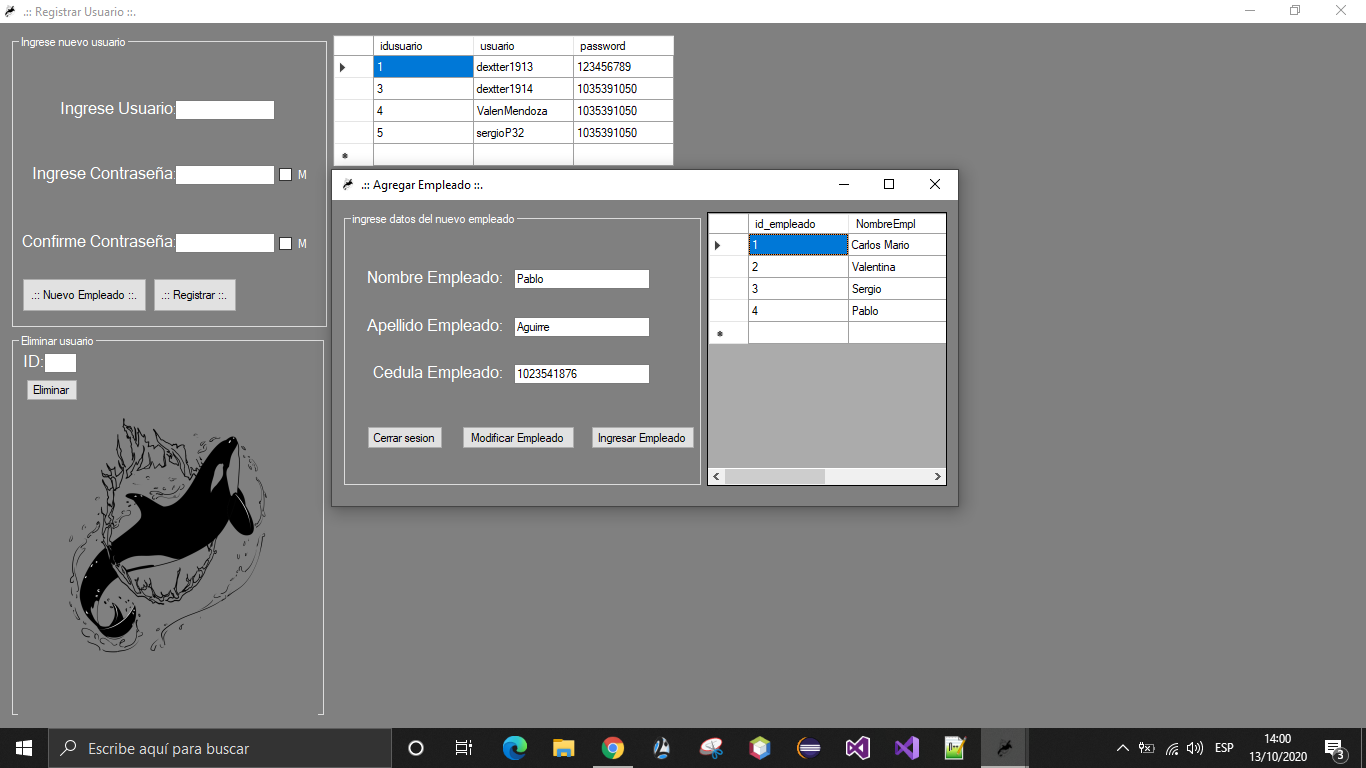 .:: Registrar Usuario ::.
Ingrese nuevo usuario
Ingrese Usuario:
Ingrese Contraseña: M
Confirme Contraseña: M
.:: Nuevo Empleado ::. .:: Registrar ::.
Eliminar usuario
ID:
Eliminar
idusuario usuario password
1 dextter1913 123456789
3 dextter1914 1035391050
4 ValenMendoza 1035391050
5 sergioP32 1035391050
*
.:: Agregar Empleado ::.
ingrese datos del nuevo empleado
Nombre Empleado: Pablo
Apellido Empleado: Aguirre
Cedula Empleado: 1023541876
Cerrar sesion Modificar Empleado Ingresar Empleado
id_empleado NombreEmpl
1 Carlos Mario
2 Valentina
3 Sergio
4 Pablo
*
Escribe aquí para buscar
ESP
14:00
13/10/2020
3